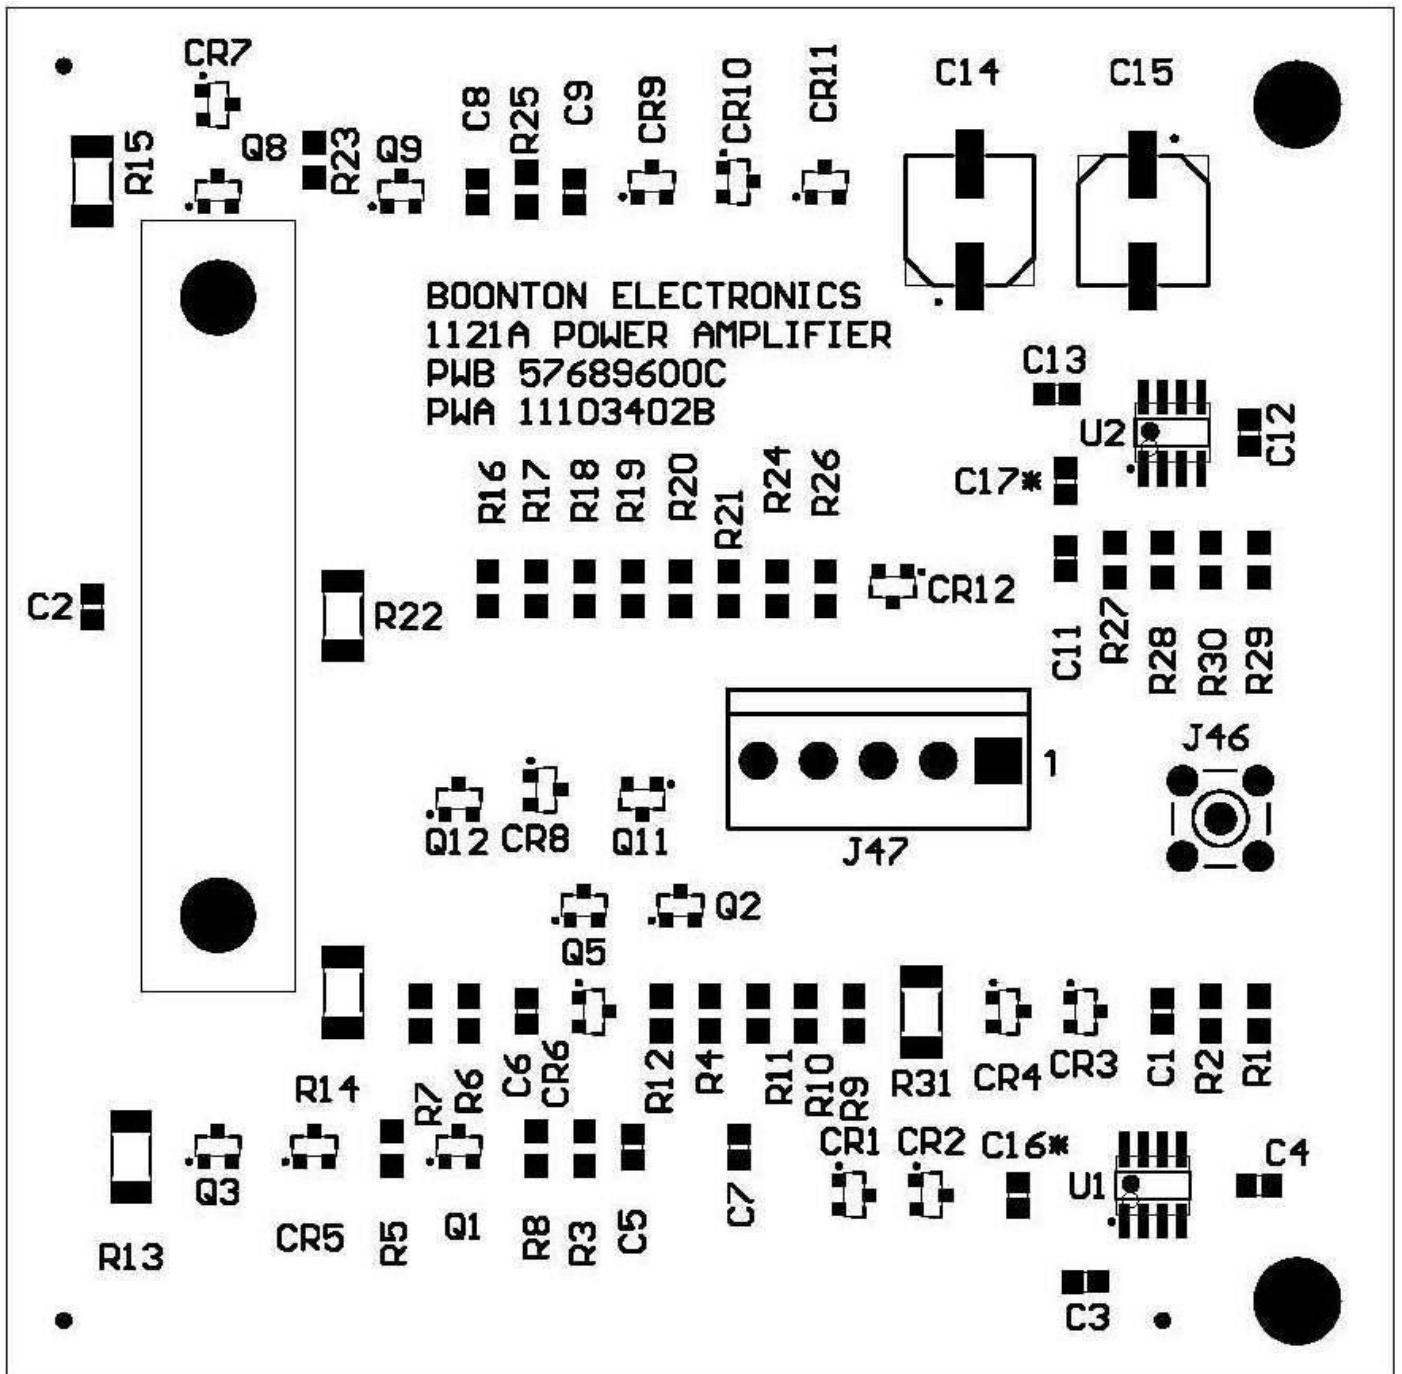 CR7
C14
C15
C8
R25
C9
CR9
CR10
CR11
R15
Q8
R23
Q9
BOONTON ELECTRONICS
1121A POWER AMPLIFIER
PWB 57689600C
PWA 11103402B
C13
U2
C12
C17*
R16
R17
R18
R19
R20
R21
R24
R26
C2
R22
CR12
C11
R27
R28
R30
R29
J46
1
Q12
CR8
Q11
J47
Q2
Q5
R14
R7
R6
C6
CR6
R12
R4
R11
R10
R9
R31
CR4
CR3
C1
R2
R1
CR1
CR2
C16*
U1
C4
Q3
R13
CR5
R5
Q1
R8
R3
C5
C7
C3